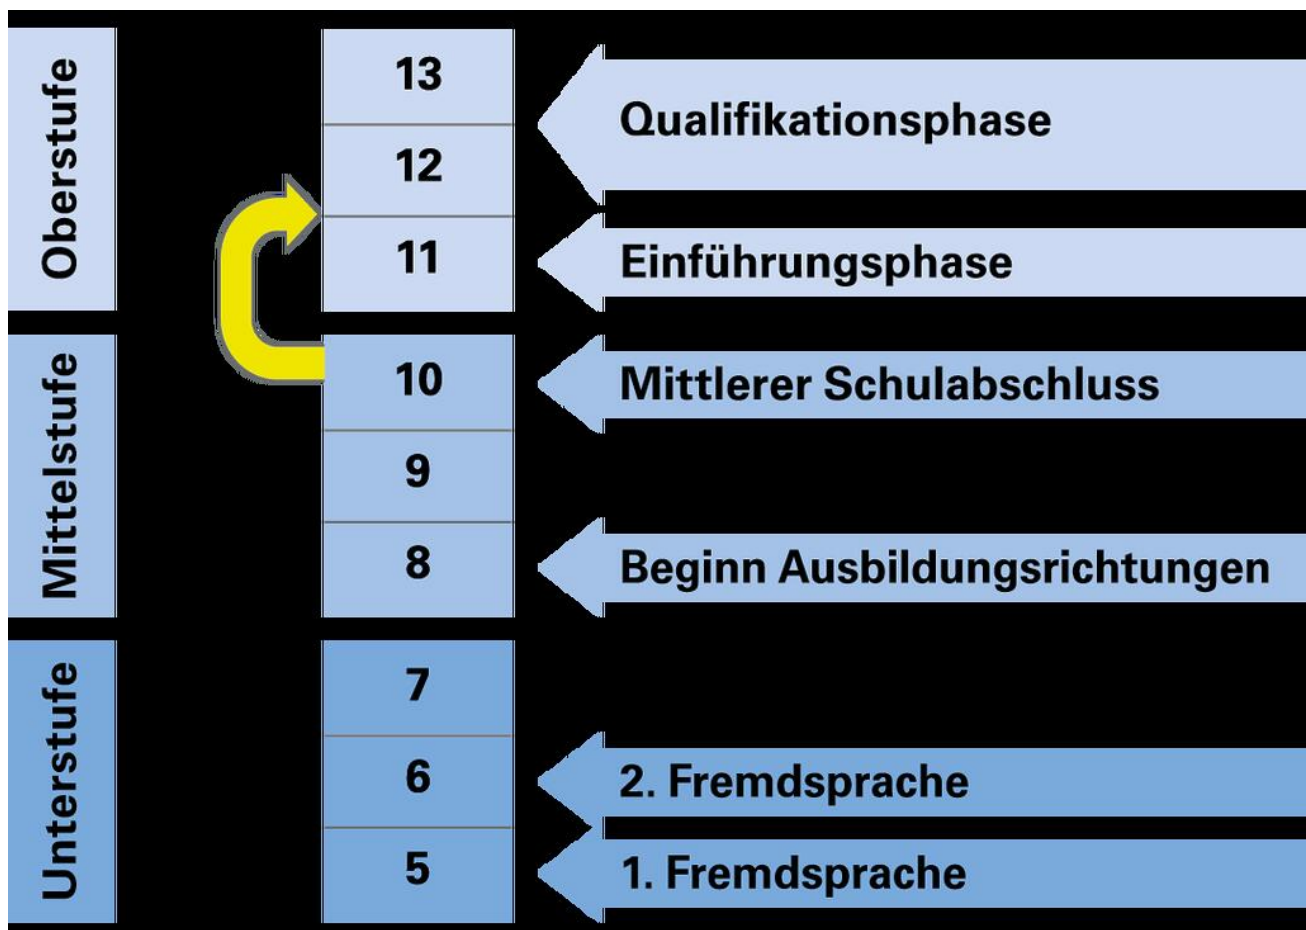 Oberstufe
13
Qualifikationsphase
12
11
Einführungsphase
Mittelstufe
10
Mittlerer Schulabschluss
9
8
Beginn Ausbildungsrichtungen
Unterstufe
7
6
2. Fremdsprache
5
1. Fremdsprache